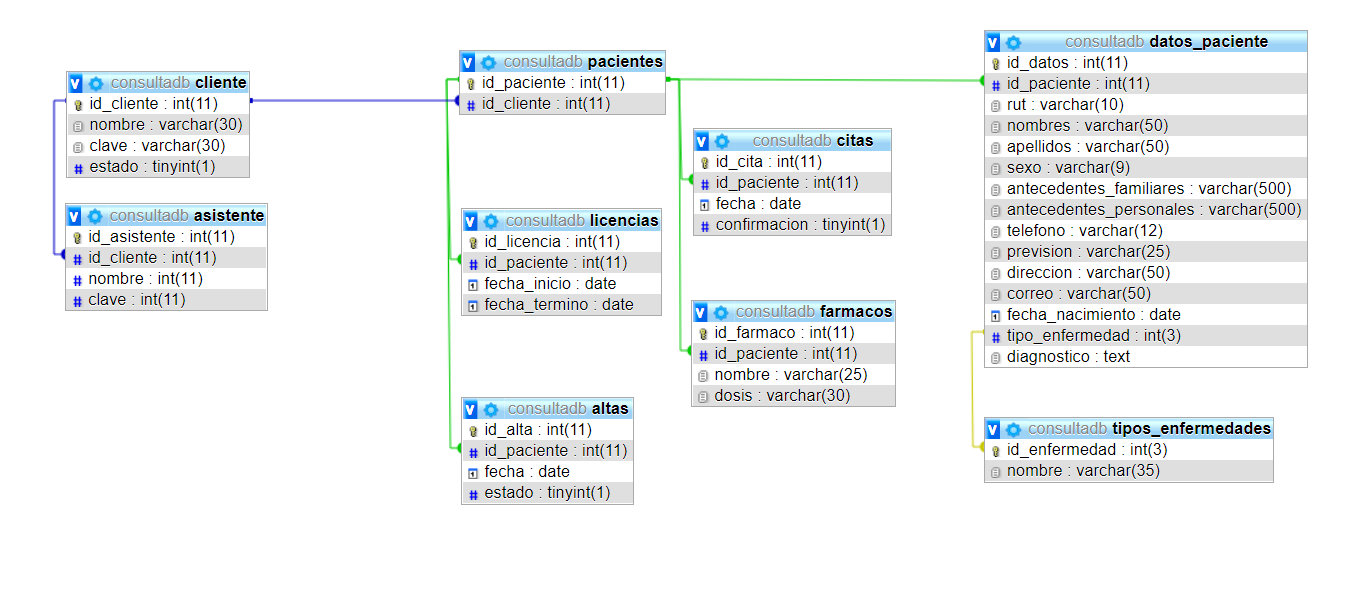 consultadb cliente
id_cliente : int(11)
nombre : varchar(30)
clave : varchar(30)
estado : tinyint(1)
consultadb asistente
id_asistente : int(11)
id_cliente : int(11)
nombre : int(11)
clave : int(11)
consultadb pacientes
id_paciente : int(11)
id_cliente : int(11)
consultadb licencias
id_licencia : int(11)
id_paciente : int(11)
fecha_inicio : date
fecha_termino : date
consultadb altas
id_alta : int(11)
id_paciente : int(11)
fecha : date
estado : tinyint(1)
consultadb citas
id_cita : int(11)
id_paciente : int(11)
fecha : date
confirmacion : tinyint(1)
consultadb farmacos
id_farmaco : int(11)
id_paciente : int(11)
nombre : varchar(25)
dosis : varchar(30)
consultadb datos_paciente
id_datos : int(11)
id_paciente : int(11)
rut : varchar(10)
nombres : varchar(50)
apellidos : varchar(50)
sexo : varchar(9)
antecedentes_familiares : varchar(500)
antecedentes_personales : varchar(500)
telefono : varchar(12)
prevision : varchar(25)
direccion : varchar(50)
correo : varchar(50)
fecha_nacimiento : date
tipo_enfermedad : int(3)
diagnostico : text
consultadb tipos_enfermedades
id_enfermedad : int(3)
nombre : varchar(35)